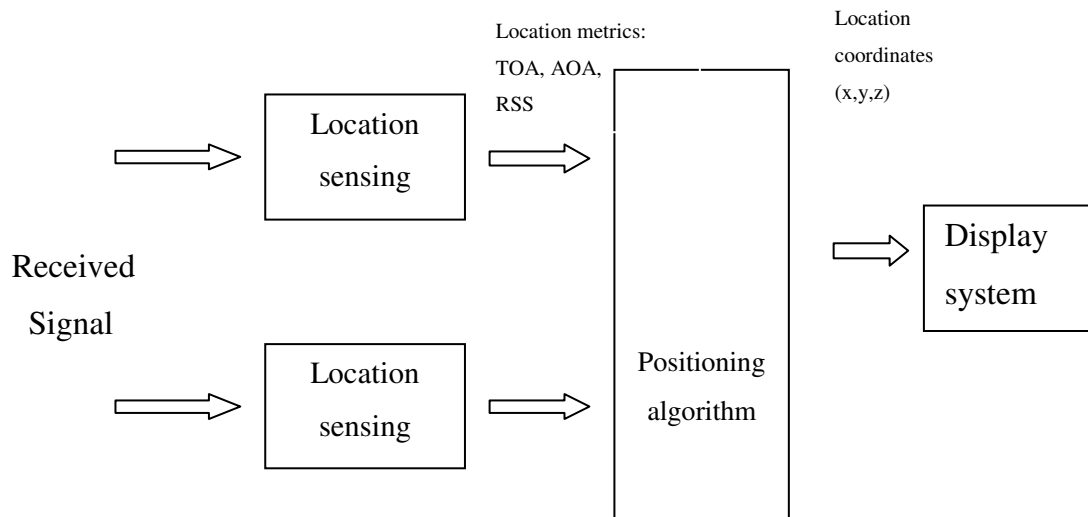 Location metrics:
TOA, AOA,
RSS
Location
coordinates
(x,y,z)
Location
sensing
Received
Signal
Location
sensing
Positioning
algorithm
Display
system